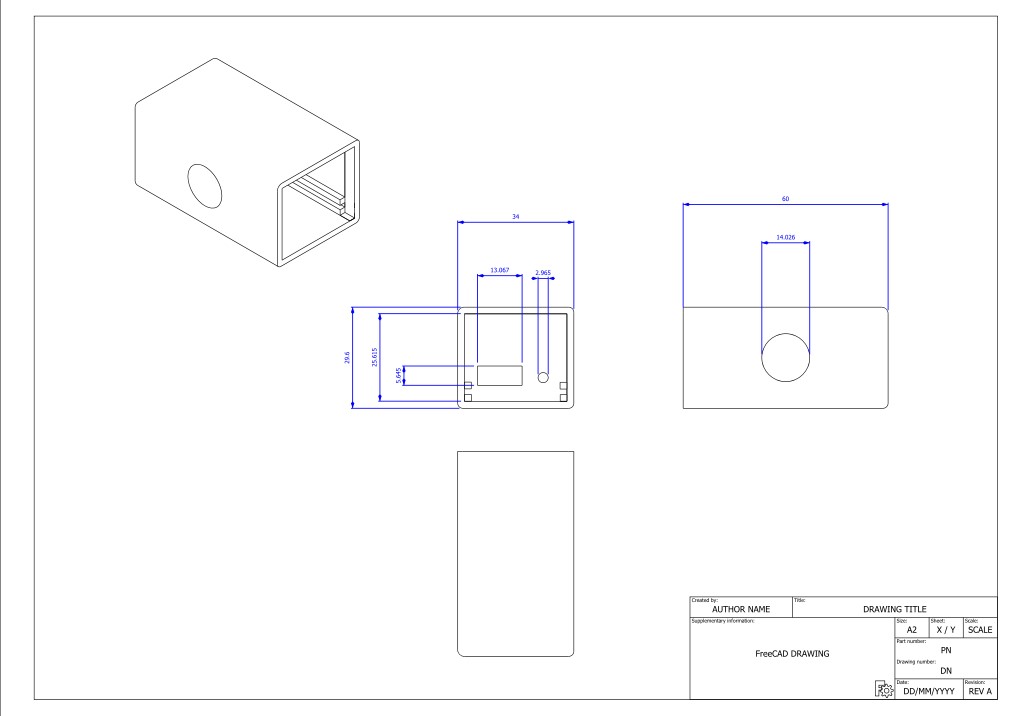 60
34
14.026
13.067
2.965
29.6
25.615
5.645
Created by:
AUTHOR NAME
Title:
DRAWING TITLE
Supplementary information:
FreeCAD DRAWING
Size:
A2
Sheet:
X / Y
Scale:
SCALE
Part number:
PN
Drawing number:
DN
Date:
DD/MM/YYYY
Revision:
REV A